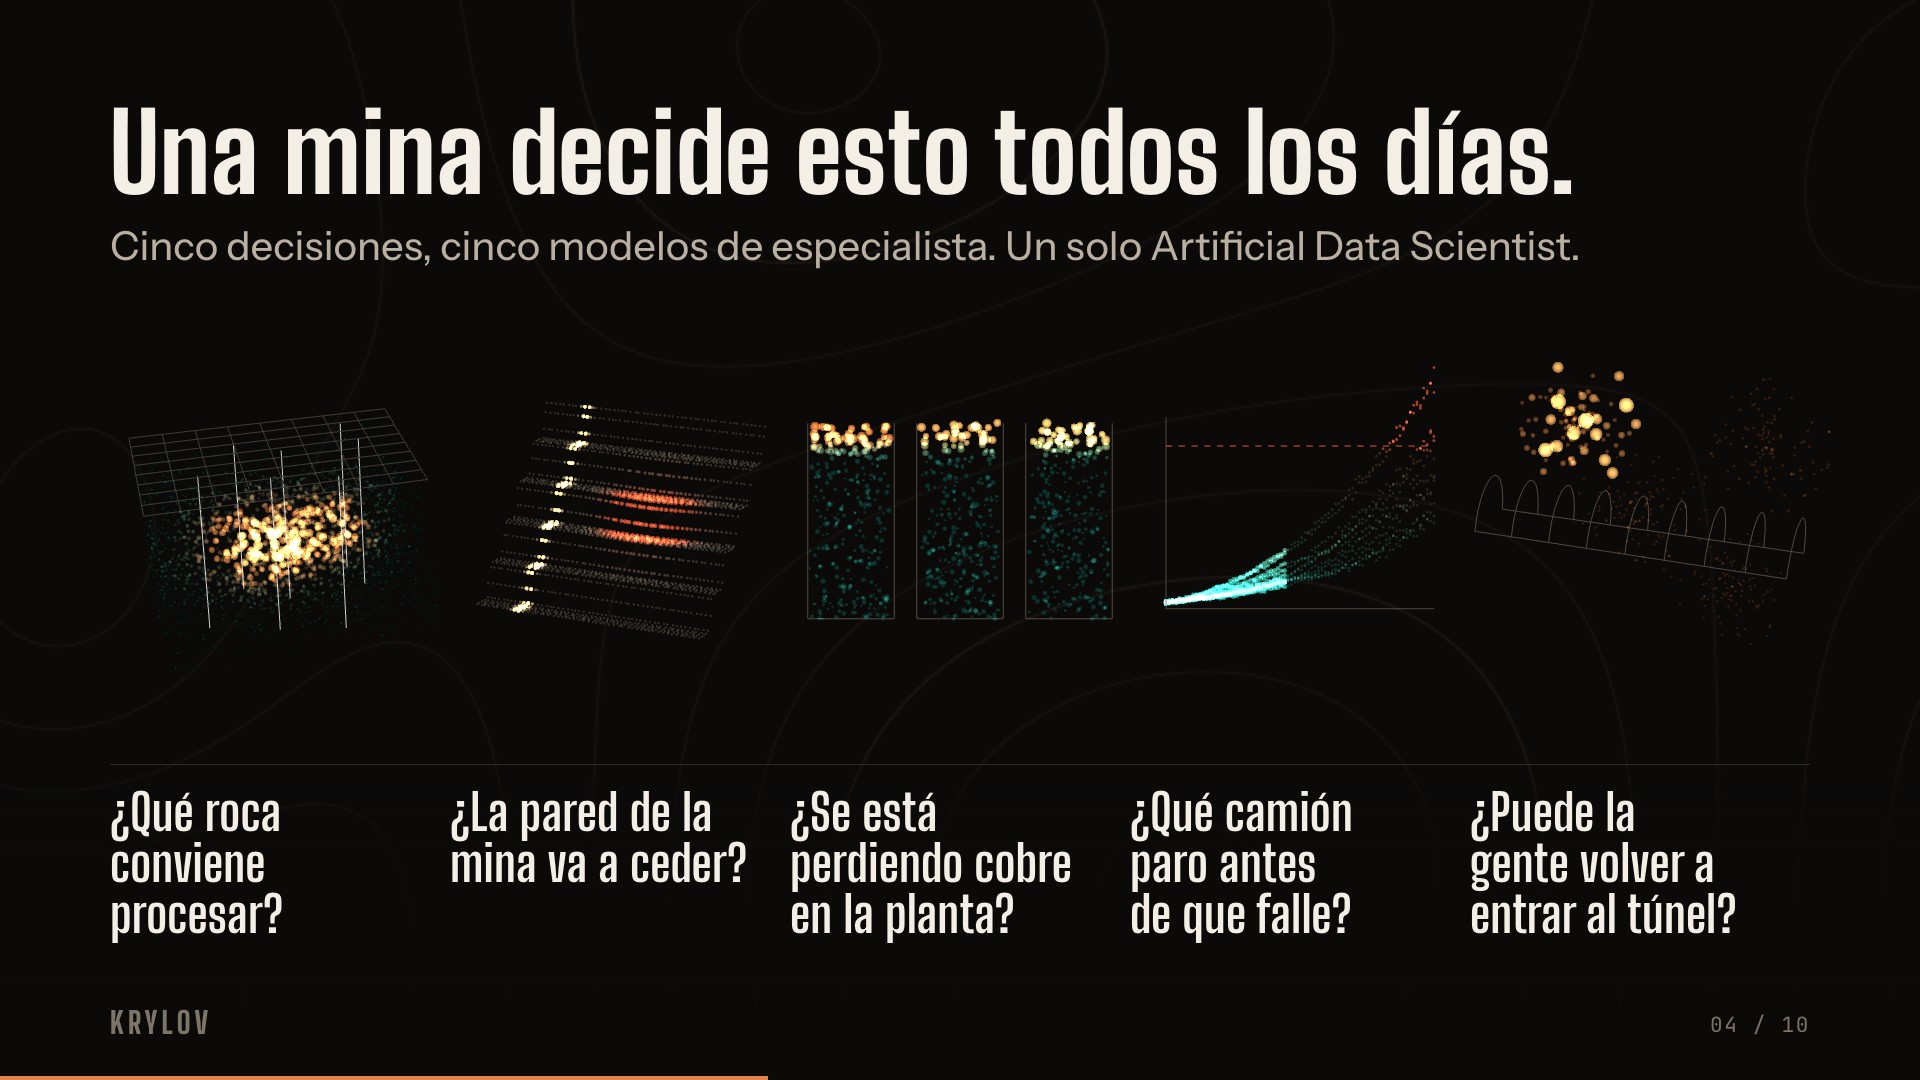 Una mina decide esto todos los días.
Cinco decisiones, cinco modelos de especialista. Un solo Artificial Data Scientist.
¿Qué roca
conviene
procesar?
¿La pared de la
mina va a ceder?
¿Se está
perdiendo cobre
en la planta?
¿Qué camión
paro antes
de que falle?
¿Puede la
gente volver a
entrar al túnel?
KRYLOV
04 / 10